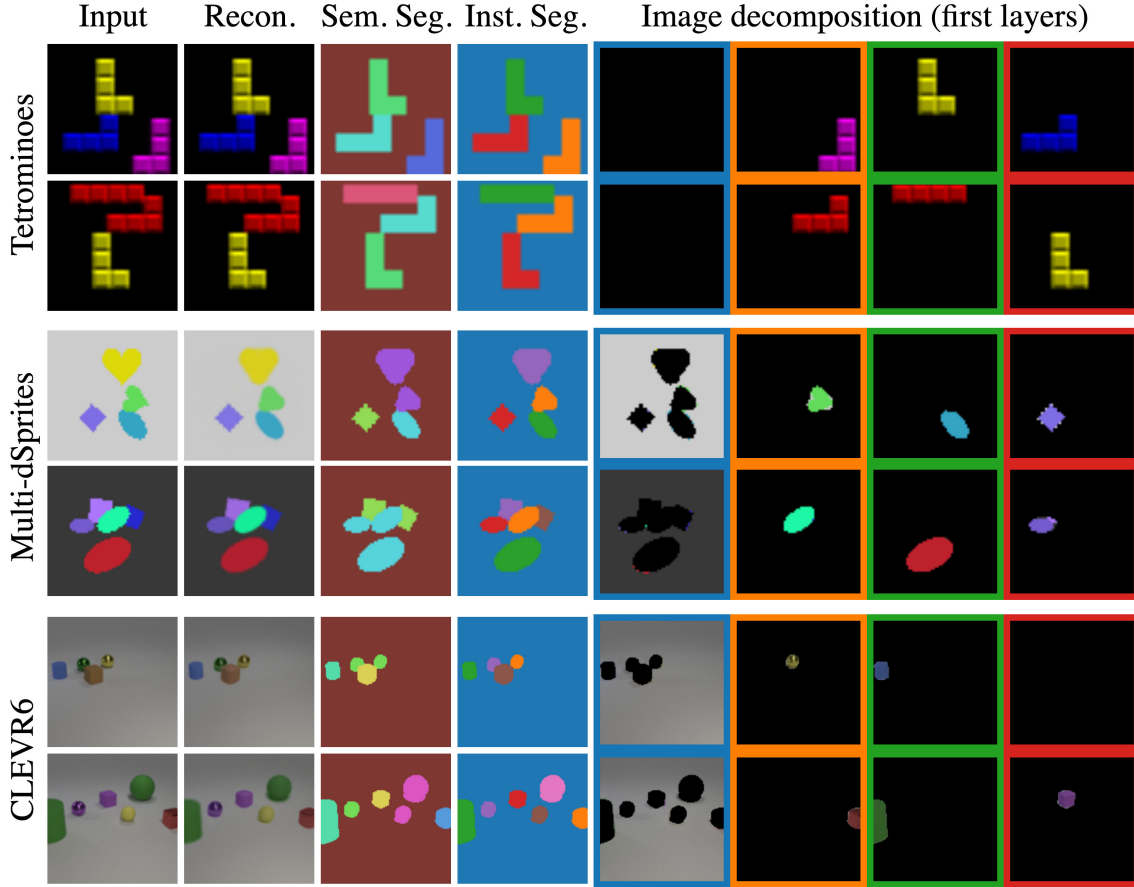 Input Recon. Sem. Seg. Inst. Seg. Image decomposition (first layers)
Tetrominoes
Multi-dSprites
CLEVR6